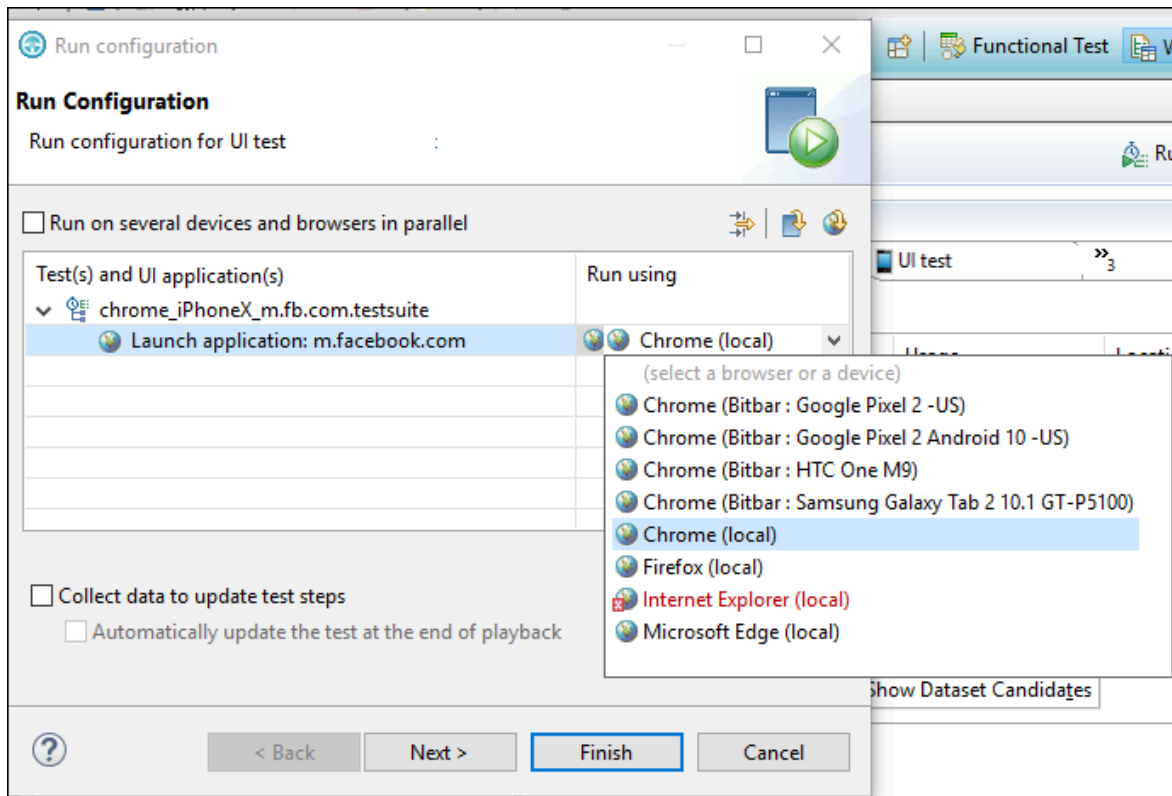 Run configuration
Functional Test
Run Configuration
Run configuration for UI test :
Run on several devices and browsers in parallel
Test(s) and UI application(s)
Run using
UI test
»3
chrome_iPhoneX_m.fb.com.testsuite
Launch application: m.facebook.com
Chrome (local)
(select a browser or a device)
Chrome (Bitbar : Google Pixel 2 -US)
Chrome (Bitbar : Google Pixel 2 Android 10 -US)
Chrome (Bitbar : HTC One M9)
Chrome (Bitbar : Samsung Galaxy Tab 2 10.1 GT-P5100)
Chrome (local)
Firefox (local)
Internet Explorer (local)
Microsoft Edge (local)
Collect data to update test steps
Automatically update the test at the end of playback
Show Dataset Candidates
?
< Back
Next >
Finish
Cancel